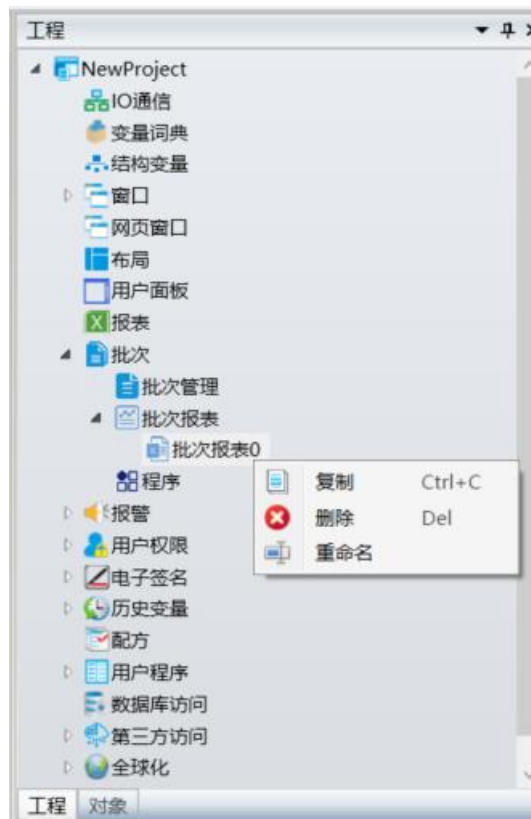 工程
NewProject
IO通信
变量词典
结构变量
窗口
网页窗口
布局
用户面板
报表
批次
批次管理
批次报表
批次报表0
程序
复制 Ctrl+C
删除 Del
重命名
报警
用户权限
电子签名
历史变量
配方
用户程序
数据库访问
第三方访问
全球化
工程 对象